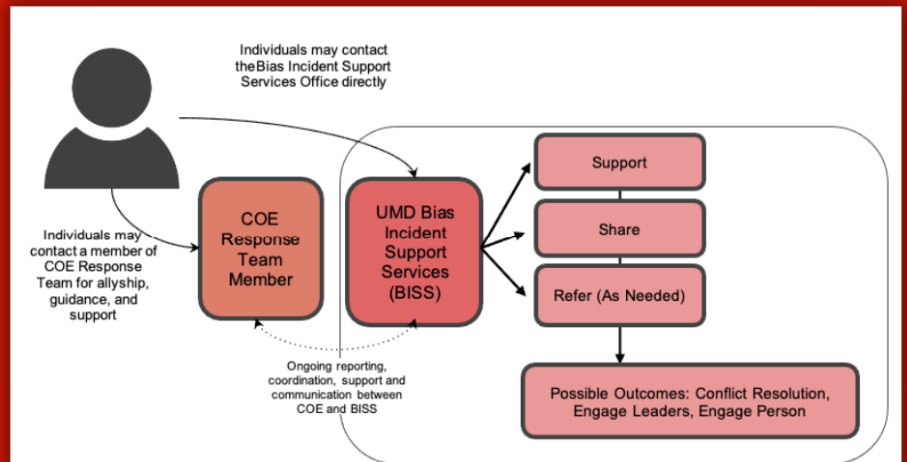 Individuals may contact
theBias Incident Support
Services Office directly
Individuals may
contact a member of
COE Response
Team for allyship,
guidance, and
support
COE
Response
Team
Member
UMD Bias
Incident
Support
Services
(BISS)
Support
Share
Refer (As Needed)
Ongoing reporting,
coordination, support and
communication between
COE and BISS
Possible Outcomes: Conflict Resolution,
Engage Leaders, Engage Person